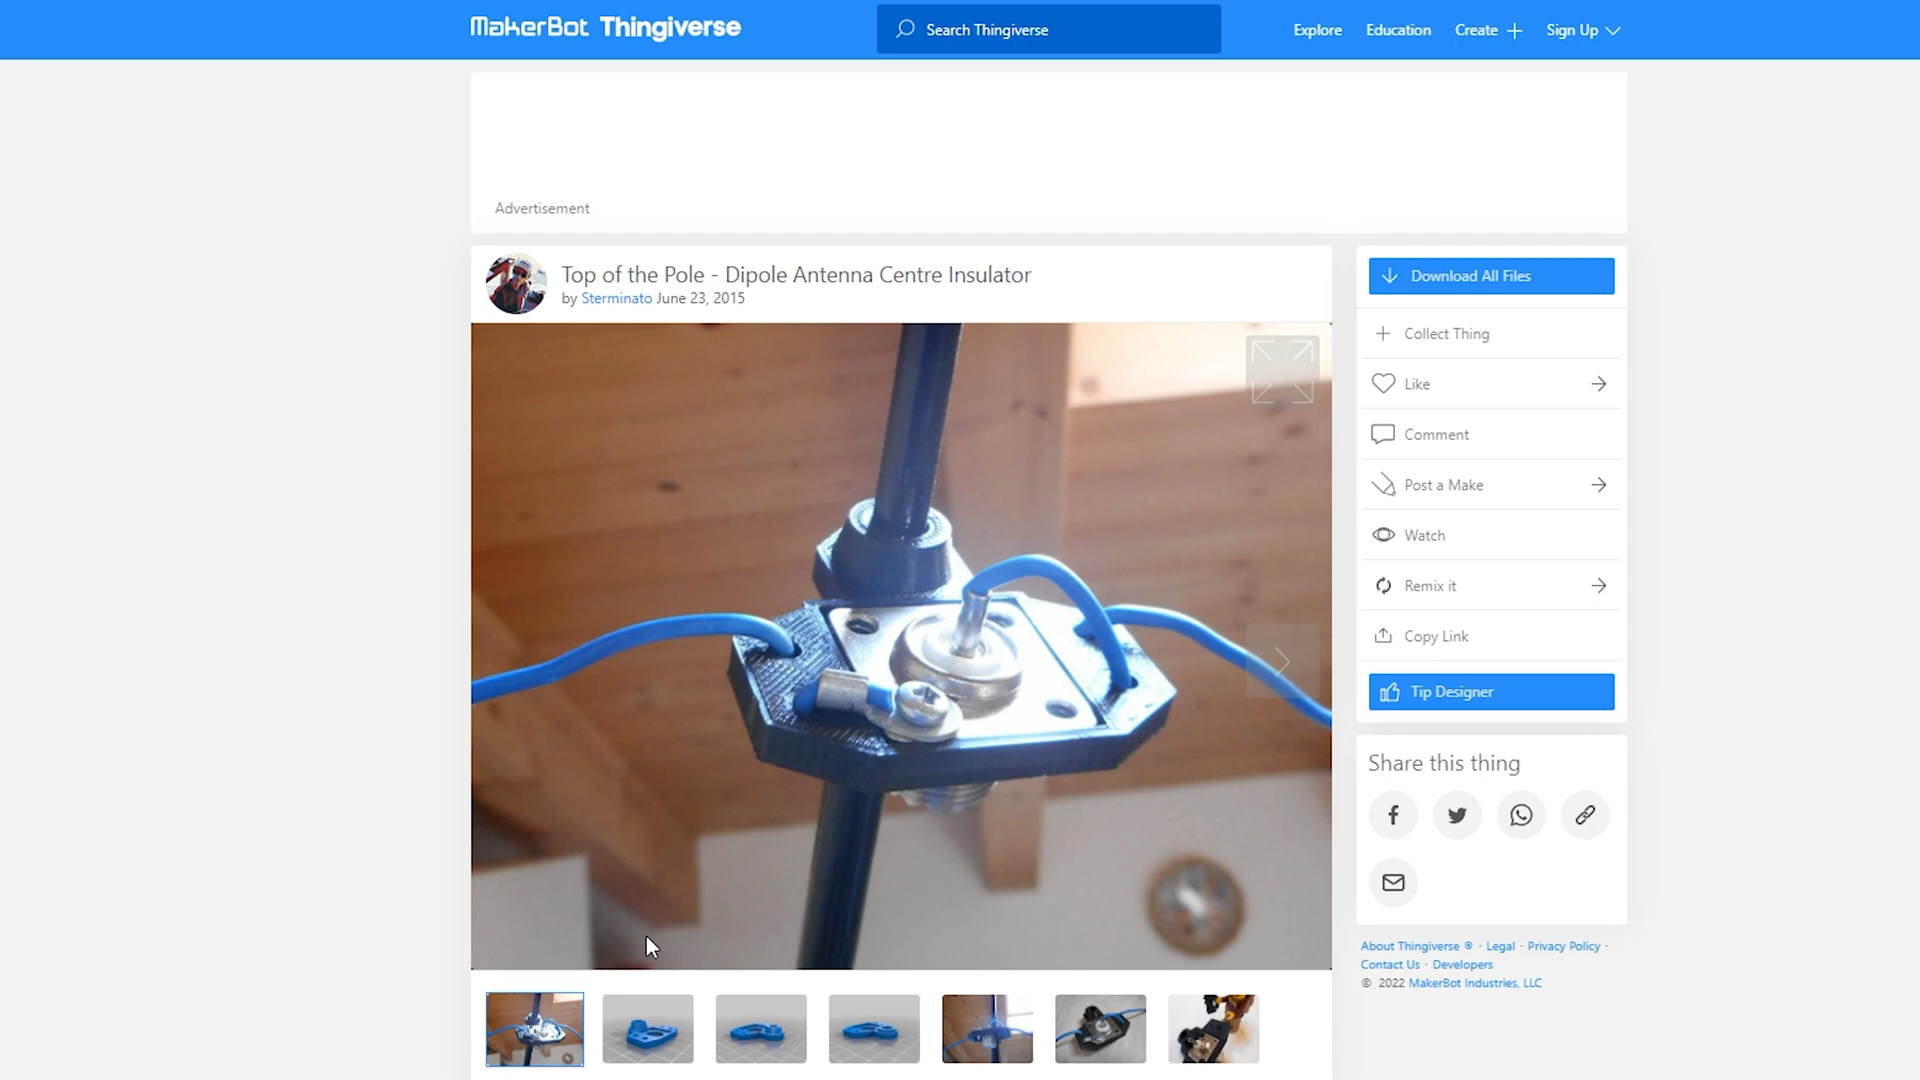 MakerBot Thingiverse
Search Thingiverse
Explore
Education
Create
Sign Up
Advertisement
Top of the Pole - Dipole Antenna Centre Insulator
by Sterminato June 23, 2015
Download All Files
Collect Thing
Like
Comment
Post a Make
Watch
Remix it
Copy Link
Tip Designer
Share this thing
About Thingiverse ® · Legal · Privacy Policy ·
Contact Us · Developers
© 2022 MakerBot Industries, LLC